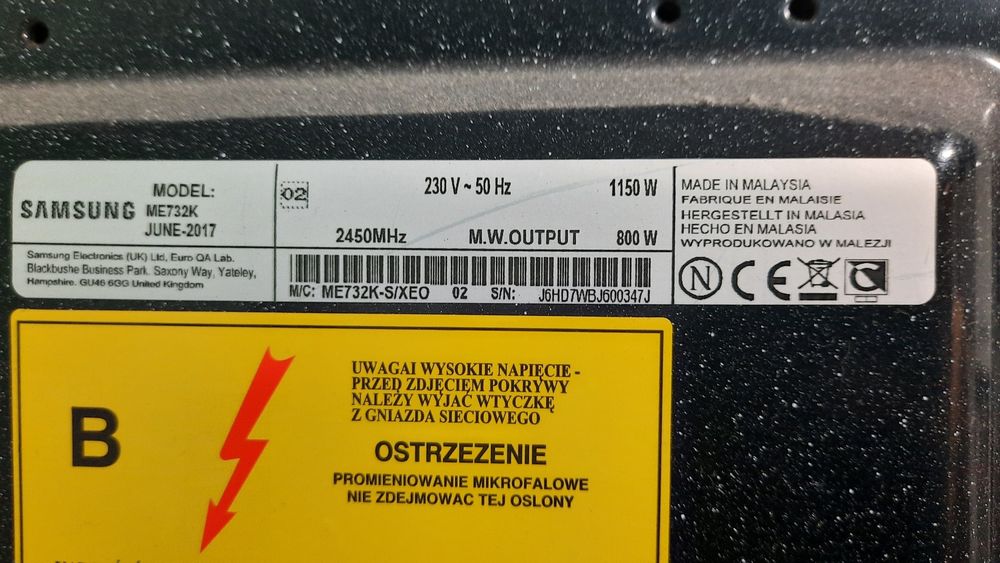 SAMSUNG
MODEL:
ME732K
JUNE-2017
Samsung Electronics (UK) Ltd, Euro QA Lab.
Blackbushe Business Park. Saxony Way, Yateley,
Hampshire. GU46 6GG United Kingdom
02
230 V ~ 50 Hz 1150 W
2450MHz M.W.OUTPUT 800 W
M/C: ME732K-S/XEO 02 S/N: J6HD7WBJ600347J
MADE IN MALAYSIA
FABRIQUE EN MALAISIE
HERGESTELLT IN MALASIA
HECHO EN MALASIA
WYPRODUKOWANO W MALEZJI
N CE
B
UWAGAI WYSOKIE NAPIĘCIE -
PRZED ZDJĘCIEM POKRYWY
NALEŻY WYJĄĆ WTYCZKĘ
Z GNIAZDA SIECIOWEGO
OSTRZEZENIE
PROMIENIOWANIE MIKROFALOWE
NIE ZDEJMOWAC TEJ OSLONY